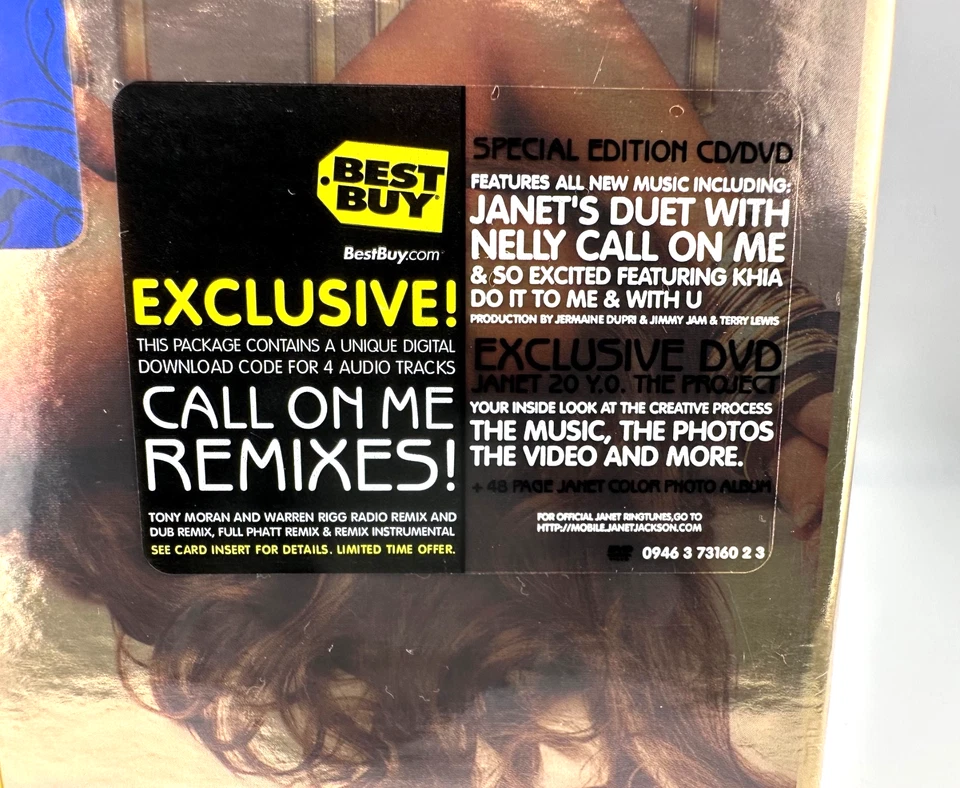 BEST
BUY
BestBuy.com
EXCLUSIVE!
THIS PACKAGE CONTAINS A UNIQUE DIGITAL
DOWNLOAD CODE FOR 4 AUDIO TRACKS
CALL ON ME
REMIXES!
TONY MORAN AND WARREN RIGG RADIO REMIX AND
DUB REMIX, FULL PHATT REMIX & REMIX INSTRUMENTAL
SEE CARD INSERT FOR DETAILS. LIMITED TIME OFFER.
SPECIAL EDITION CD/DVD
FEATURES ALL NEW MUSIC INCLUDING:
JANET'S DUET WITH
NELLY CALL ON ME
& SO EXCITED FEATURING KHIA
DO IT TO ME & WITH U
PRODUCTION BY JERMAINE DUPRI & JIMMY JAM & TERRY LEWIS
EXCLUSIVE DVD
JANET 20 Y.O. THE PROJECT
YOUR INSIDE LOOK AT THE CREATIVE PROCESS
THE MUSIC, THE PHOTOS
THE VIDEO AND MORE.
+ 48 PAGE JANET COLOR PHOTO ALBUM
FOR OFFICIAL JANET RINGTUNES,GO TO
HTTP://MOBILE.JANETJACKSON.COM
0946 3 73160 2 3